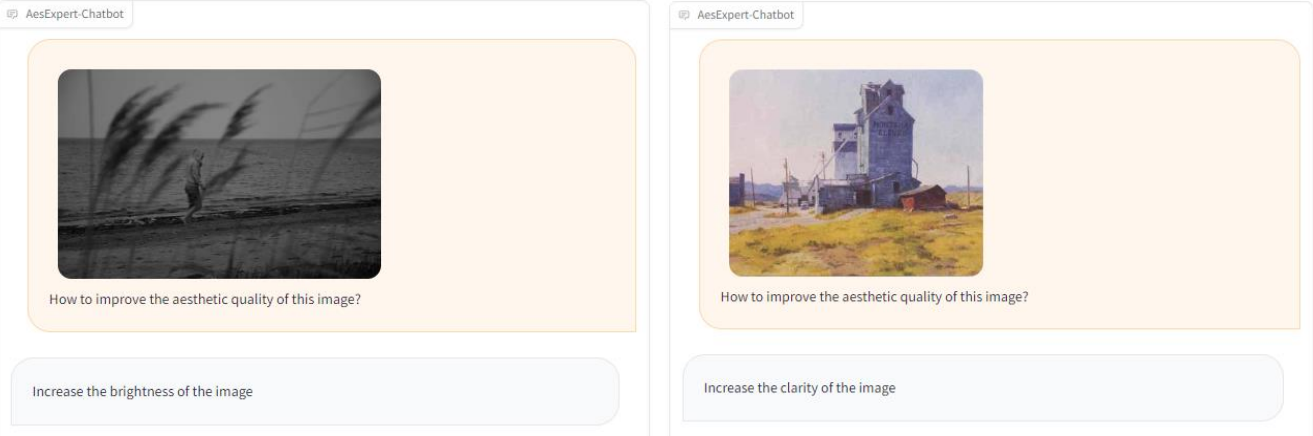 AesExpert-Chatbot
How to improve the aesthetic quality of this image?
Increase the brightness of the image
AesExpert-Chatbot
How to improve the aesthetic quality of this image?
Increase the clarity of the image